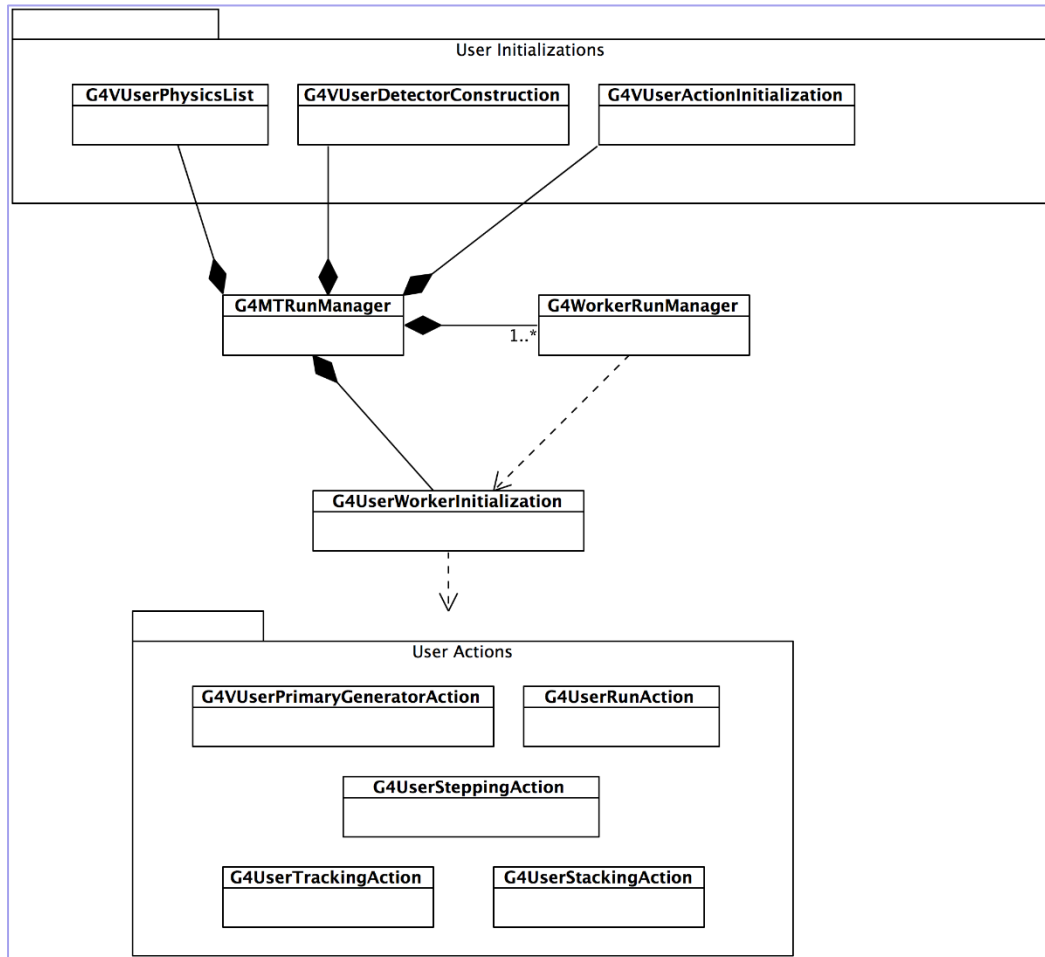 User Initializations
G4VUserPhysicsList
G4VUserDetectorConstruction
G4VUserActionInitialization
G4MTRunManager
G4WorkerRunManager
1..*
G4UserWorkerInitialization
User Actions
G4VUserPrimaryGeneratorAction
G4UserRunAction
G4UserSteppingAction
G4UserTrackingAction
G4UserStackingAction